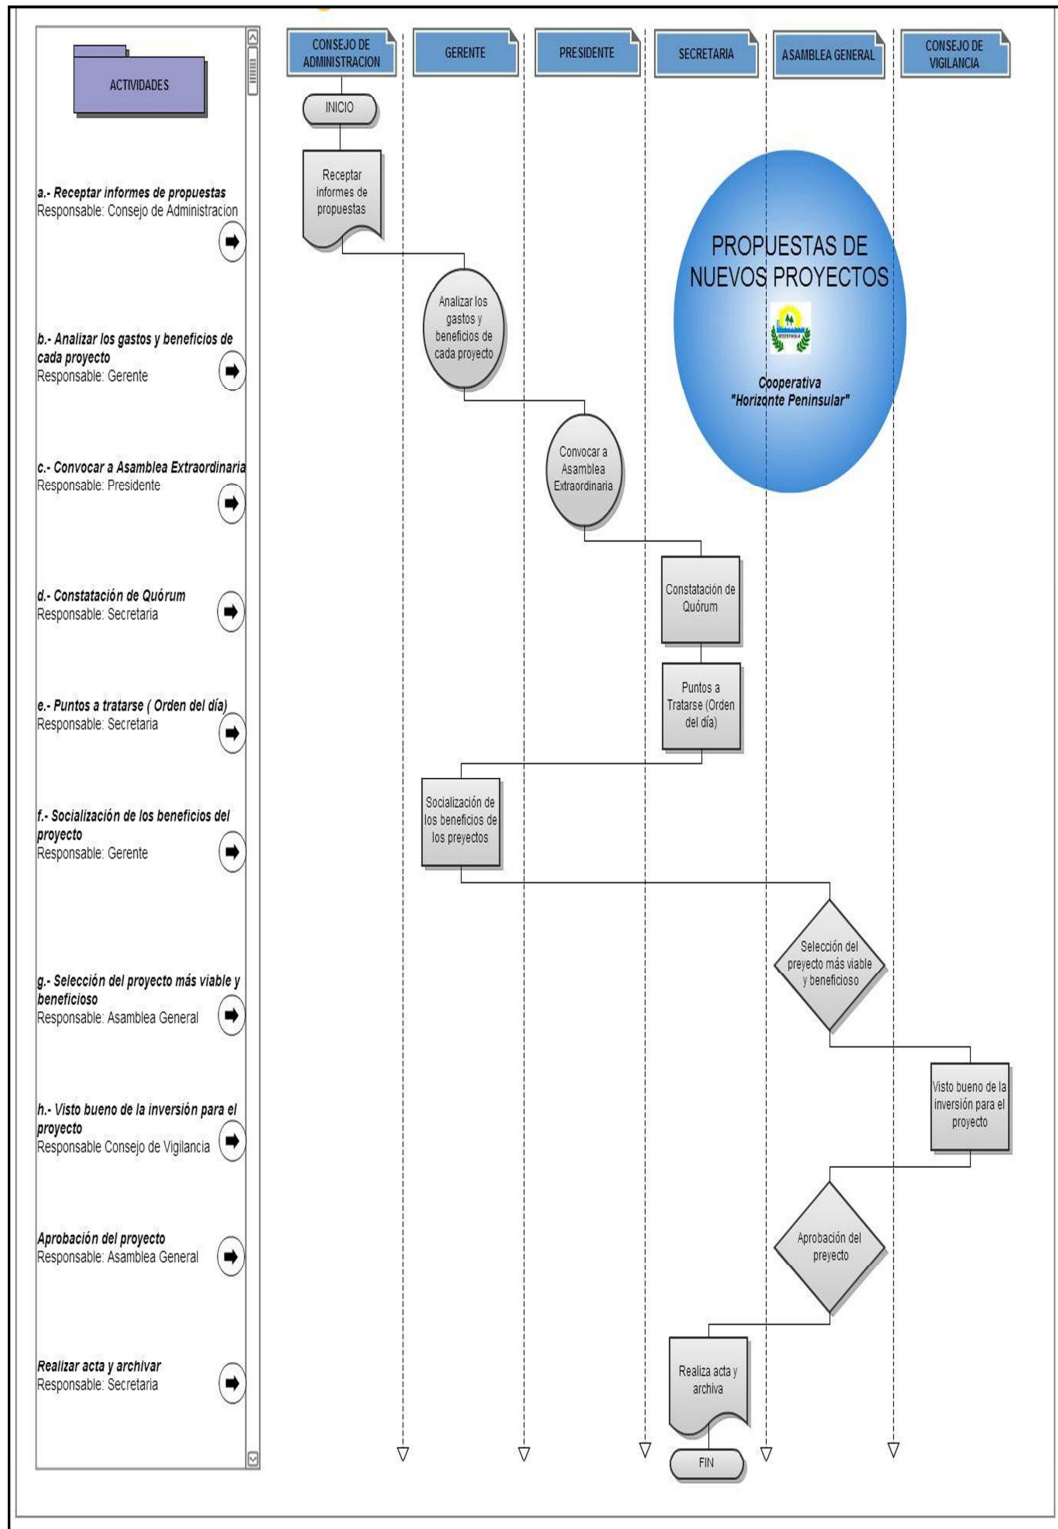 CONSEJO DE
ADMINISTRACION
GERENTE
PRESIDENTE
SECRETARIA
ASAMBLEA GENERAL
CONSEJO DE
VIGILANCIA
ACTIVIDADES
a.- Receptar informes de propuestas
Responsable: Consejo de Administracion
b.- Analizar los gastos y beneficios de
cada proyecto
Responsable: Gerente
c.- Convocar a Asamblea Extraordinaria
Responsable: Presidente
d.- Constatación de Quórum
Responsable: Secretaria
e.- Puntos a tratarse ( Orden del día)
Responsable: Secretaria
f.- Socialización de los beneficios del
proyecto
Responsable: Gerente
g.- Selección del proyecto más viable y
beneficioso
Responsable: Asamblea General
h.- Visto bueno de la inversión para el
proyecto
Responsable Consejo de Vigilancia
Aprobación del proyecto
Responsable: Asamblea General
Realizar acta y archivar
Responsable: Secretaria
INICIO
Receptar
informes de
propuestas
Analizar los
gastos y
beneficios de
cada proyecto
Convocar a
Asamblea
Extraordinaria
PROPUESTAS DE
NUEVOS PROYECTOS
Cooperativa
"Horizonte Peninsular"
Constatación de
Quórum
Puntos a
Tratarse (Orden
del día)
Socialización de
los beneficios de
los preyectos
Selección del
preyecto más viable
y beneficioso
Visto bueno de la
inversión para el
proyecto
Aprobación del
preyecto
Realiza acta y
archiva
FIN